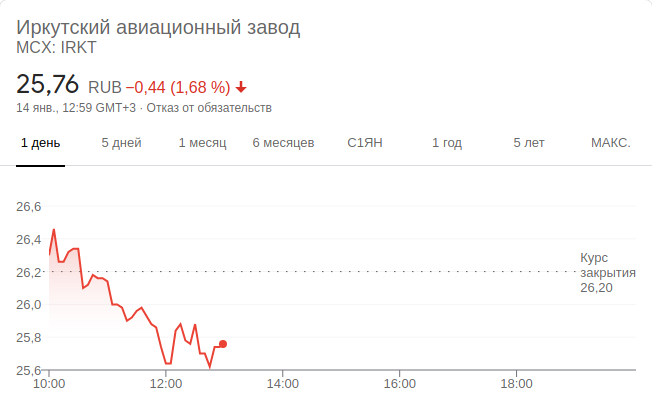 Иркутский авиационный завод
MCX: IRKT
25,76 RUB −0,44 (1,68 %)
14 янв., 12:59 GMT+3 · Отказ от обязательств
1 день 5 дней 1 месяц 6 месяцев С1ЯН 1 год 5 лет МАКС.
26,6
26,4
26,2
26,0
25,8
25,6
Курс
закрытия
26,20
10:00 12:00 14:00 16:00 18:00